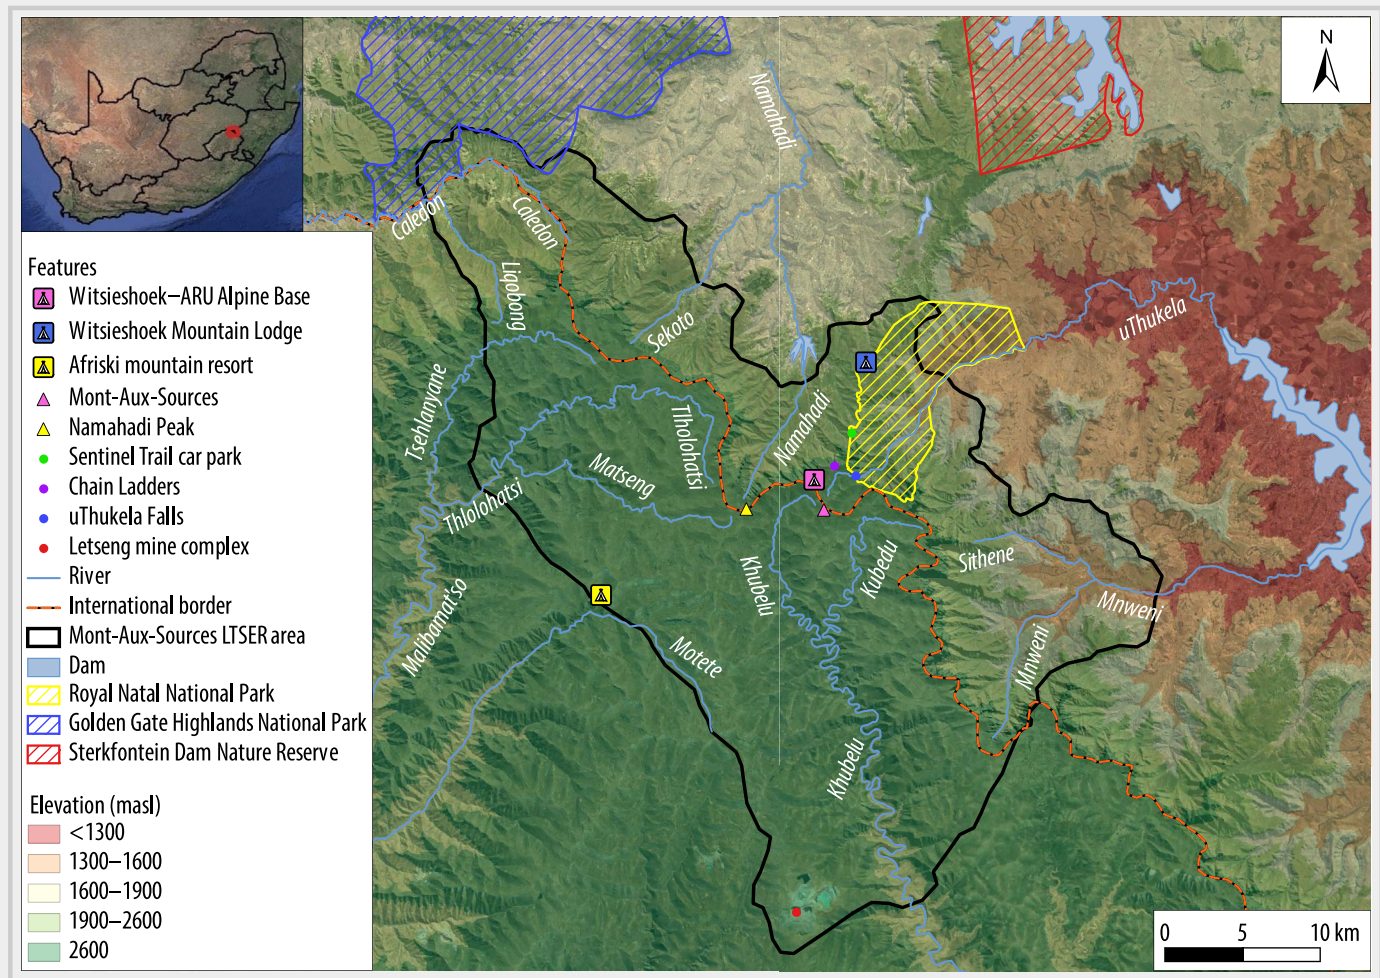 N
Namahadi
Caledon
Caledon
Liqobong
Sekoto
uThukela
Tsehlanyane
Tlholohatsi
Namahadi
Matseng
Thlolohatsi
Khubelu
Kubedu
Sithene
Mnweni
Malibamat'so
Motete
Mnweni
Khubelu
Features
Witsieshoek–ARU Alpine Base
Witsieshoek Mountain Lodge
Afriski mountain resort
Mont-Aux-Sources
Namahadi Peak
Sentinel Trail car park
Chain Ladders
uThukela Falls
Letseng mine complex
River
International border
Mont-Aux-Sources LTSER area
Dam
Royal Natal National Park
Golden Gate Highlands National Park
Sterkfontein Dam Nature Reserve
Elevation (masl)
<1300
1300–1600
1600–1900
1900–2600
2600
0 5 10 km